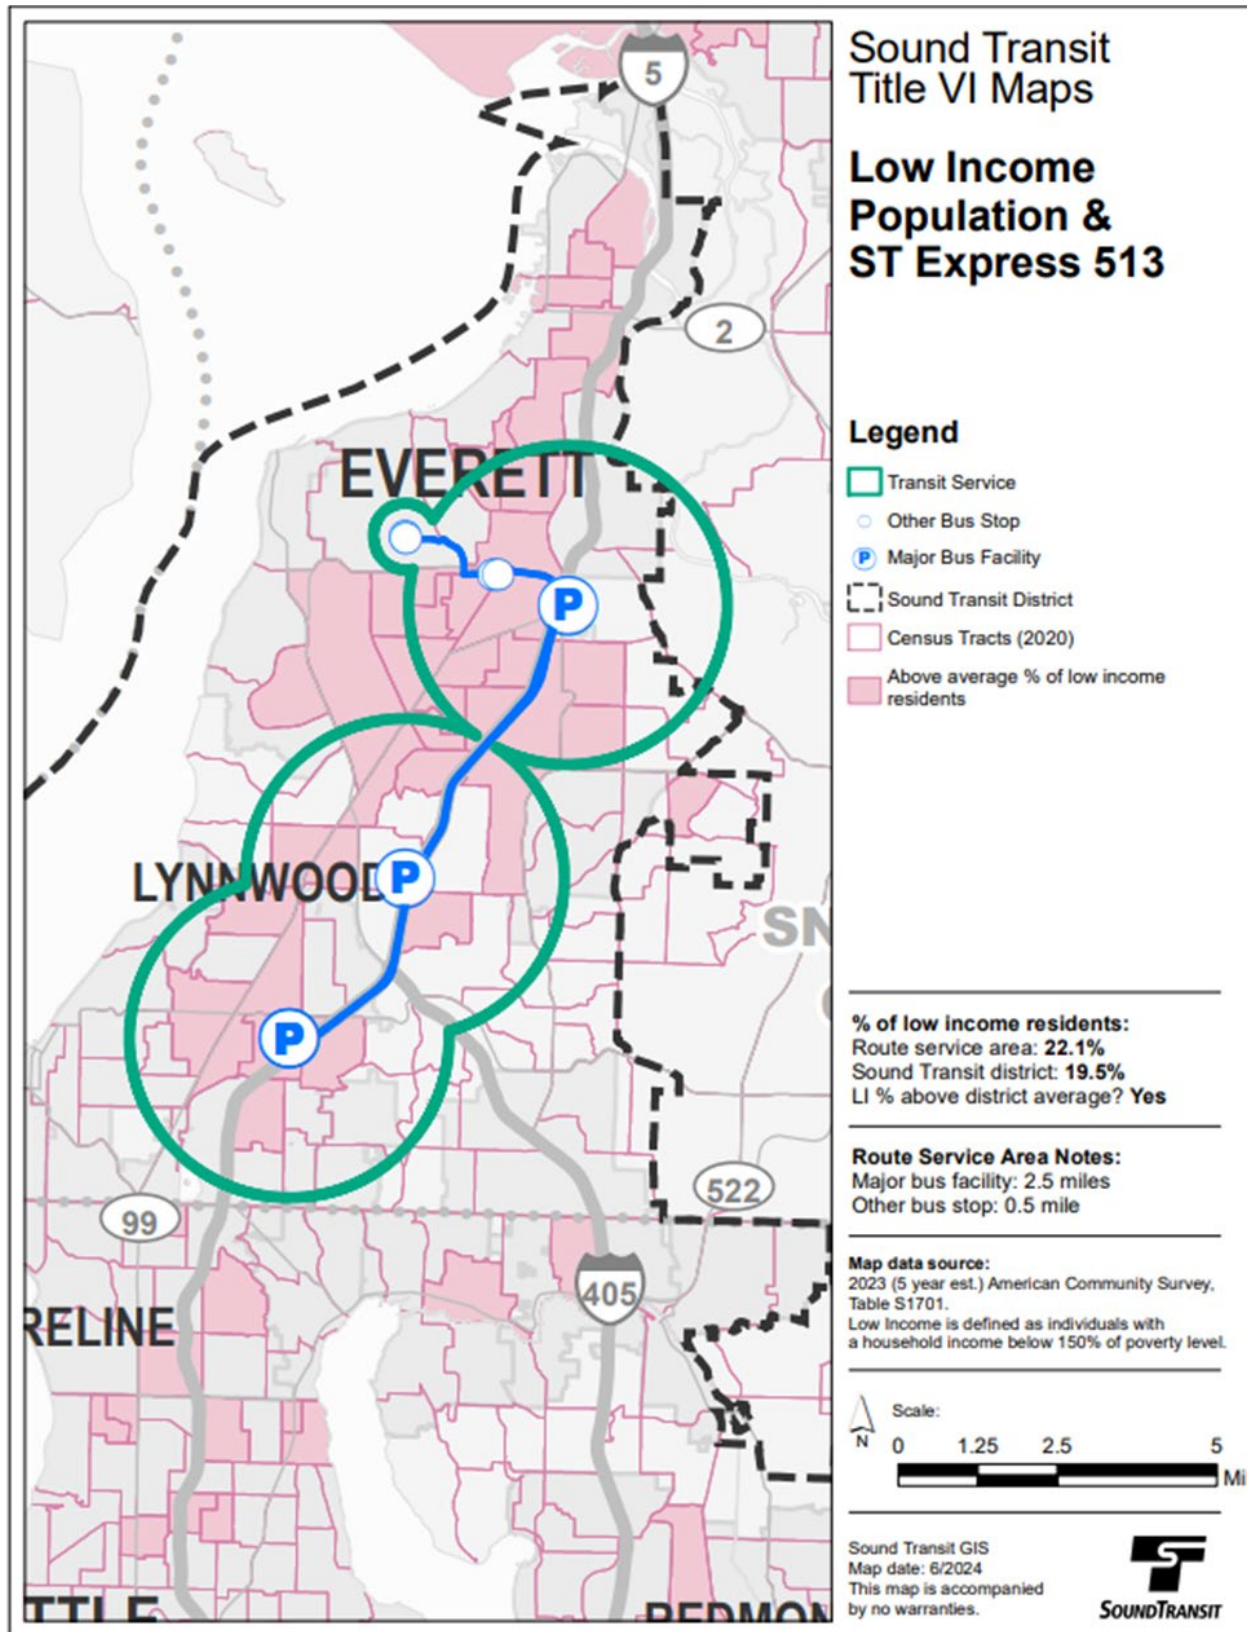 Sound Transit
Title VI Maps
Low Income
Population &
ST Express 513
Legend
Transit Service
Other Bus Stop
P Major Bus Facility
Sound Transit District
Census Tracts (2020)
Above average % of low income
residents
% of low income residents:
Route service area: 22.1%
Sound Transit district: 19.5%
LI % above district average? Yes
Route Service Area Notes:
Major bus facility: 2.5 miles
Other bus stop: 0.5 mile
Map data source:
2023 (5 year est.) American Community Survey,
Table S1701.
Low Income is defined as individuals with
a household income below 150% of poverty level.
N
Scale:
0 1.25 2.5 5
Mi
Sound Transit GIS
Map date: 6/2024
This map is accompanied
by no warranties.
SOUNDTRANSIT
5
2
EVERETT
P
LYNNWOOD
P
SN
P
522
99
405
RELINE
TTLE
REDMON